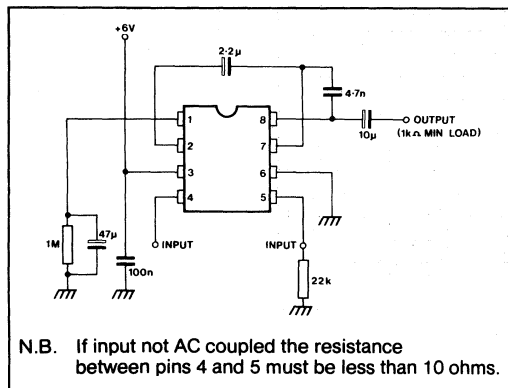 +6V
2·2µ
4·7n
1 8
OUTPUT
10µ (1kΩ MIN LOAD)
2 7
3 6
4 5
1M 47µ INPUT INPUT
100n
22k
N.B. If input not AC coupled the resistance
between pins 4 and 5 must be less than 10 ohms.